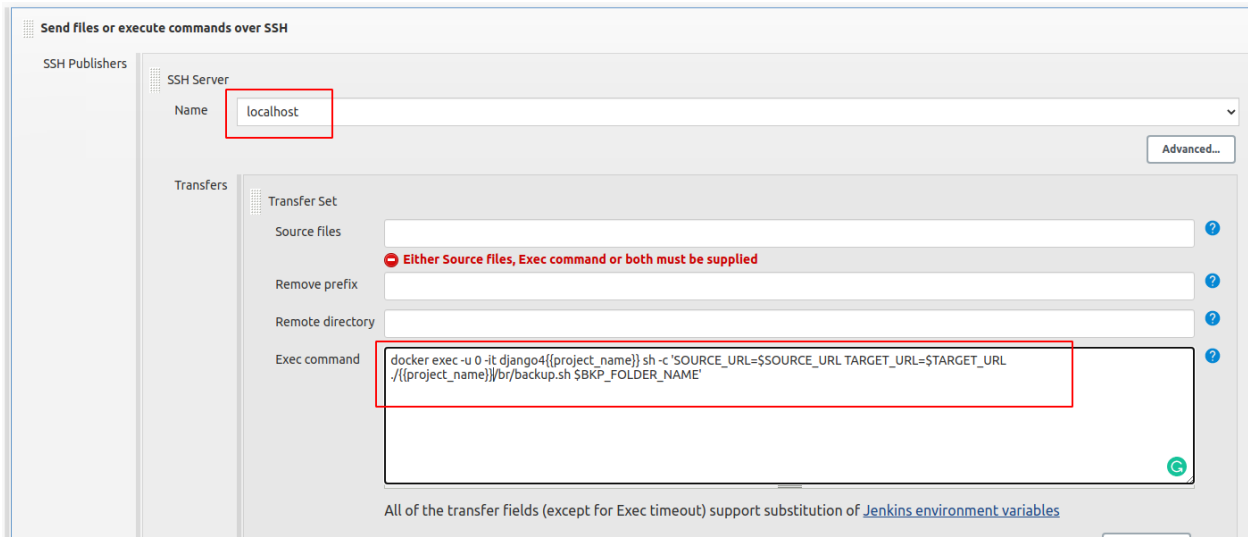 Send files or execute commands over SSH
SSH Publishers
SSH Server
Name
localhost
Advanced...
Transfers
Transfer Set
Source files
Either Source files, Exec command or both must be supplied
Remove prefix
Remote directory
Exec command
docker exec -u 0 -it django4{{project_name}} sh -c 'SOURCE_URL=$SOURCE_URL TARGET_URL=$TARGET_URL
./{{project_name}}/br/backup.sh $BKP_FOLDER_NAME'
All of the transfer fields (except for Exec timeout) support substitution of Jenkins environment variables